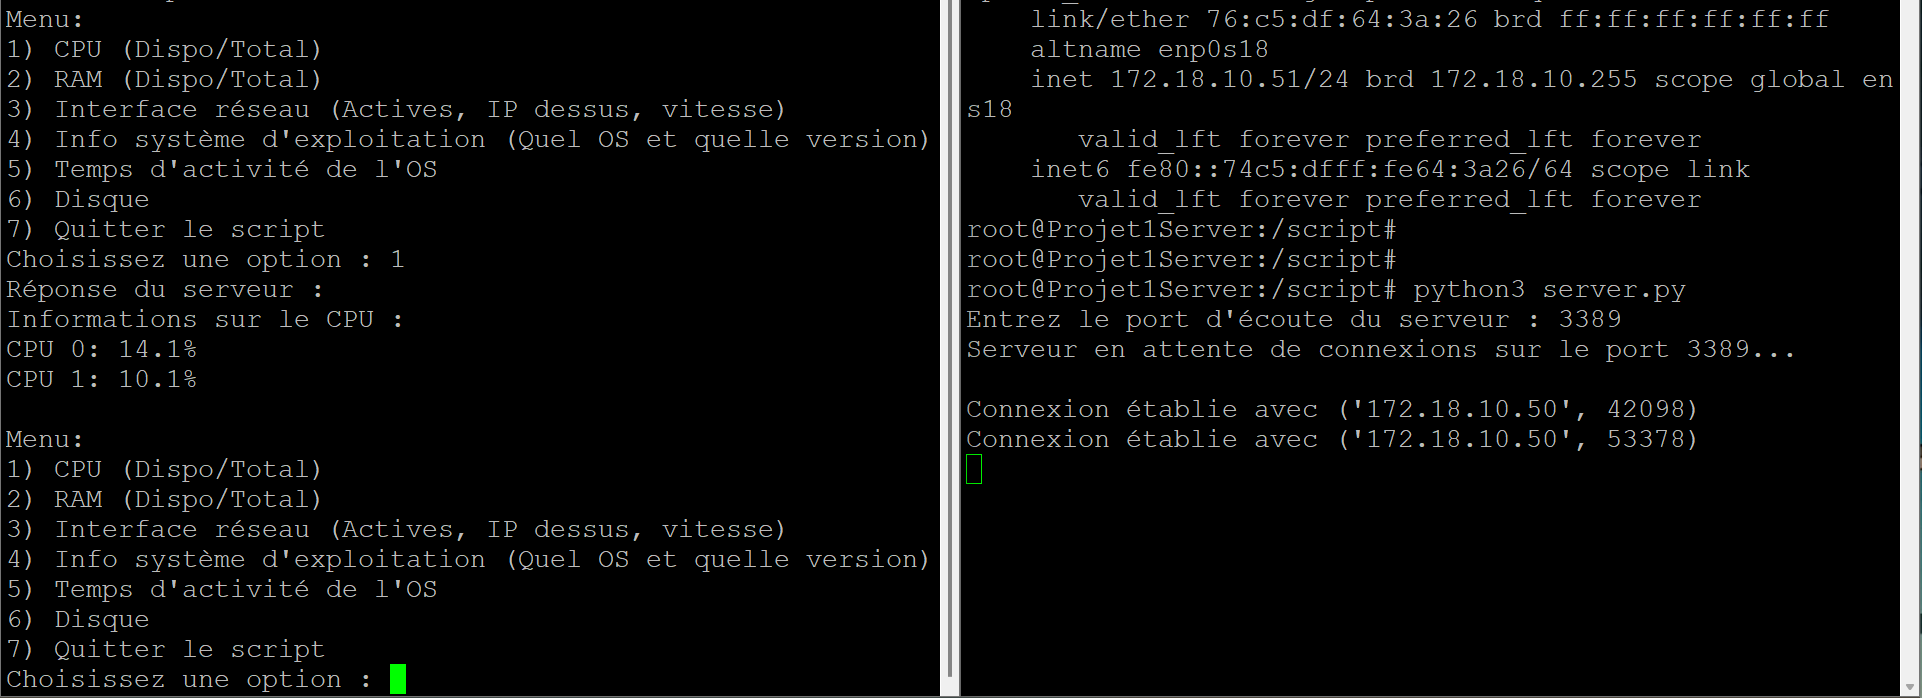 Menu:
1) CPU (Dispo/Total)
2) RAM (Dispo/Total)
3) Interface réseau (Actives, IP dessus, vitesse)
4) Info système d'exploitation (Quel OS et quelle version)
5) Temps d'activité de l'OS
6) Disque
7) Quitter le script
Choisissez une option : 1
Réponse du serveur :
Informations sur le CPU :
CPU 0: 14.1%
CPU 1: 10.1%
Menu:
1) CPU (Dispo/Total)
2) RAM (Dispo/Total)
3) Interface réseau (Actives, IP dessus, vitesse)
4) Info système d'exploitation (Quel OS et quelle version)
5) Temps d'activité de l'OS
6) Disque
7) Quitter le script
Choisissez une option :
link/ether 76:c5:df:64:3a:26 brd ff:ff:ff:ff:ff:ff
altname enp0s18
inet 172.18.10.51/24 brd 172.18.10.255 scope global en
s18
valid_lft forever preferred_lft forever
inet6 fe80::74c5:dfff:fe64:3a26/64 scope link
valid_lft forever preferred_lft forever
root@Projet1Server:/script#
root@Projet1Server:/script#
root@Projet1Server:/script# python3 server.py
Entrez le port d'écoute du serveur : 3389
Serveur en attente de connexions sur le port 3389...
Connexion établie avec ('172.18.10.50', 42098)
Connexion établie avec ('172.18.10.50', 53378)